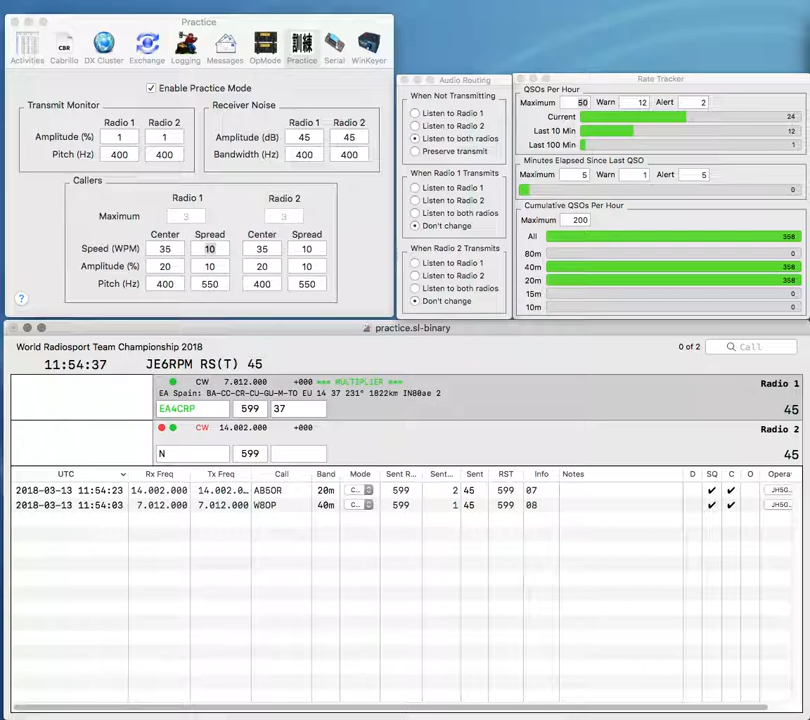 Practice
Activities Cabrillo DX Cluster Exchange Logging Messages OpMode Practice Serial WinKeyer
CBR
訓練
Enable Practice Mode
Transmit Monitor
Radio 1 Radio 2
Amplitude (%) 1 1
Pitch (Hz) 400 400
Receiver Noise
Radio 1 Radio 2
Amplitude (dB) 45 45
Bandwidth (Hz) 400 400
Callers
Radio 1 Radio 2
Maximum 3 3
Center Spread Center Spread
Speed (WPM) 35 10 35 10
Amplitude (%) 20 10 20 10
Pitch (Hz) 400 550 400 550
?
Audio Routing
When Not Transmitting
Listen to Radio 1
Listen to Radio 2
Listen to both radios
Preserve transmit
When Radio 1 Transmits
Listen to Radio 1
Listen to Radio 2
Listen to both radios
Don't change
When Radio 2 Transmits
Listen to Radio 1
Listen to Radio 2
Listen to both radios
Don't change
Rate Tracker
QSOs Per Hour
Maximum 50 Warn 12 Alert 2
Current 24
Last 10 Min 12
Last 100 Min 1
Minutes Elapsed Since Last QSO
Maximum 5 Warn 1 Alert 5
0
Cumulative QSOs Per Hour
Maximum 200
All 358
80m 0
40m 358
20m 358
15m 0
10m 0
practice.sl-binary
World Radiosport Team Championship 2018
0 of 2 Call
11:54:37 JE6RPM RS(T) 45
CW 7.012.000 +000 *** MULTIPLIER *** Radio 1
EA Spain: BA-CC-CR-CU-GU-M-TO EU 14 37 231° 1822km IN80ae 2
EA4CRP 599 37 45
CW 14.002.000 +000 Radio 2
N 599 45
UTC Rx Freq Tx Freq Call Band Mode Sent R... Sent... Sent RST Info Notes D SQ C O Opera
2018-03-13 11:54:23 14.002.000 14.002.0... AB5OR 20m C... 599 2 45 599 07 JH5G..
2018-03-13 11:54:03 7.012.000 7.012.000 W8OP 40m C... 599 1 45 599 08 JH5G..